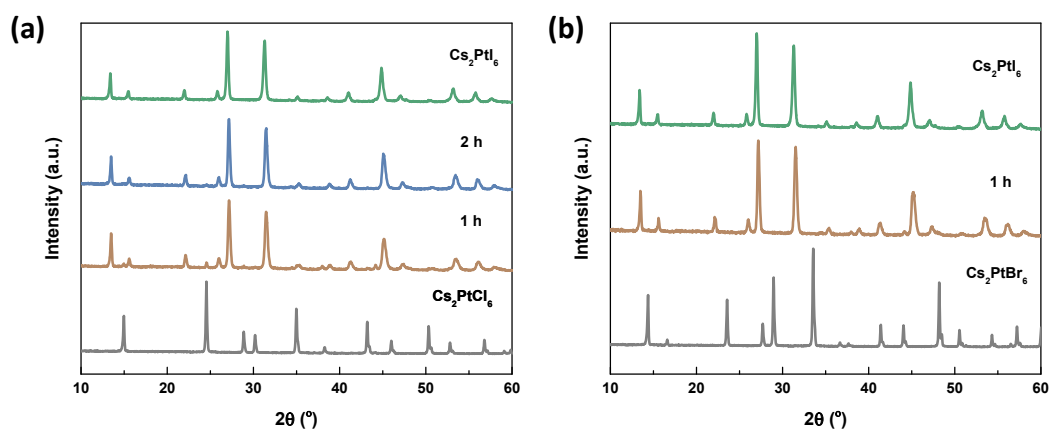 (a)
Intensity (a.u.)
Cs₂PtI₆
2 h
1 h
Cs₂PtCl₆
10 20 30 40 50 60
2θ (°)
(b)
Intensity (a.u.)
Cs₂PtI₆
1 h
Cs₂PtBr₆
10 20 30 40 50 60
2θ (°)